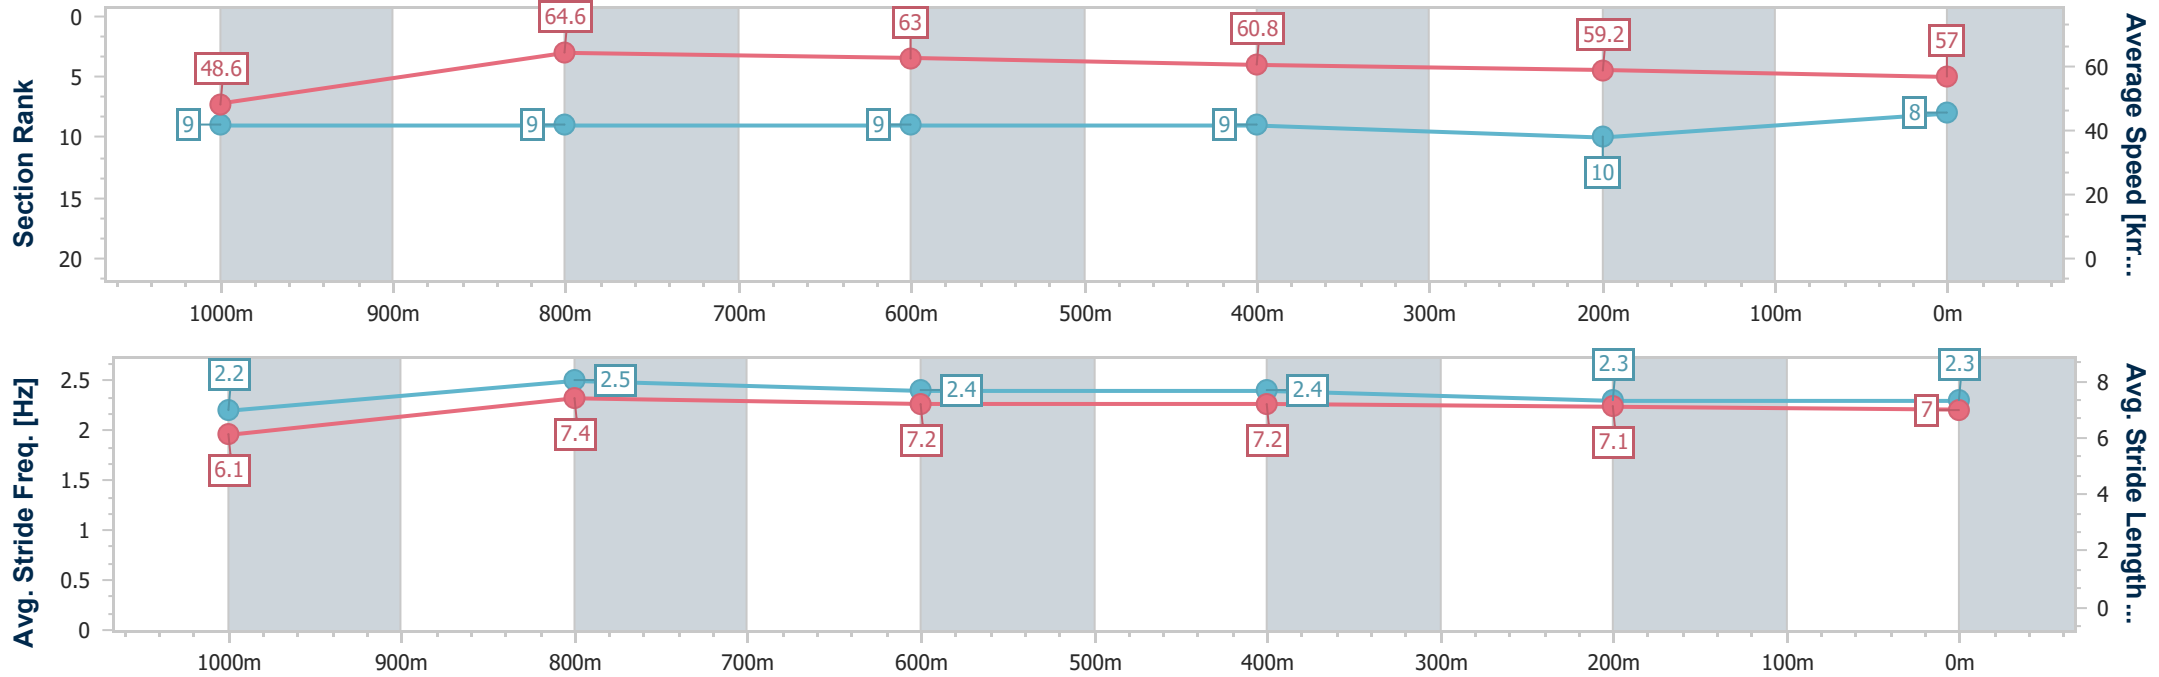 Section Rank
0
5
10
15
20
48.6
64.6
63
60.8
59.2
57
9
9
9
9
10
8
60
40
20
0
Average Speed [km...
1000m
900m
800m
700m
600m
500m
400m
300m
200m
100m
0m
Avg. Stride Freq. [Hz]
2.5
2
1.5
1
0.5
0
2.2
2.5
2.4
2.4
2.3
2.3
6.1
7.4
7.2
7.2
7.1
7
8
6
4
2
0
Avg. Stride Length ...
1000m
900m
800m
700m
600m
500m
400m
300m
200m
100m
0m